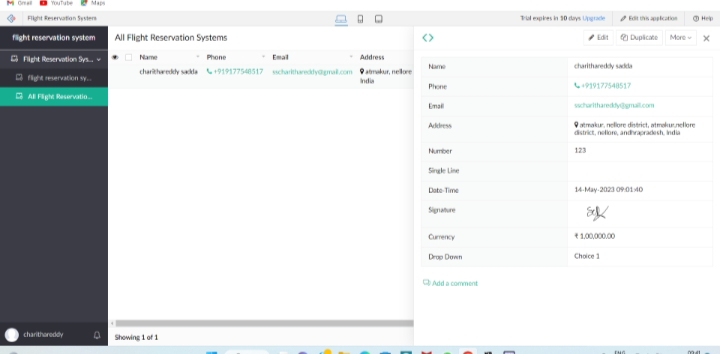 Gmail YouTube Maps
Flight Reservation System
Trial expires in 10 days Upgrade Edit this application Help
flight reservation system
All Flight Reservation Systems
Edit Duplicate More
Flight Reservation Sys...
flight reservation sy...
All Flight Reservatio...
Name Phone Email Address
charithareddy sadda +919177548517 sscharithareddy@gmail.com atmakur, nellore
India
Name charithareddy sadda
Phone +919177548517
Email sscharithareddy@gmail.com
Address atmakur, nellore district, atmakur,nellore
district, nellore, andhrapradesh, India
Number 123
Single Line
Date-Time 14-May-2023 09:01:40
Signature
Currency ₹ 1,00,000.00
Drop Down Choice 1
Add a comment
charithareddy
Showing 1 of 1
ENG